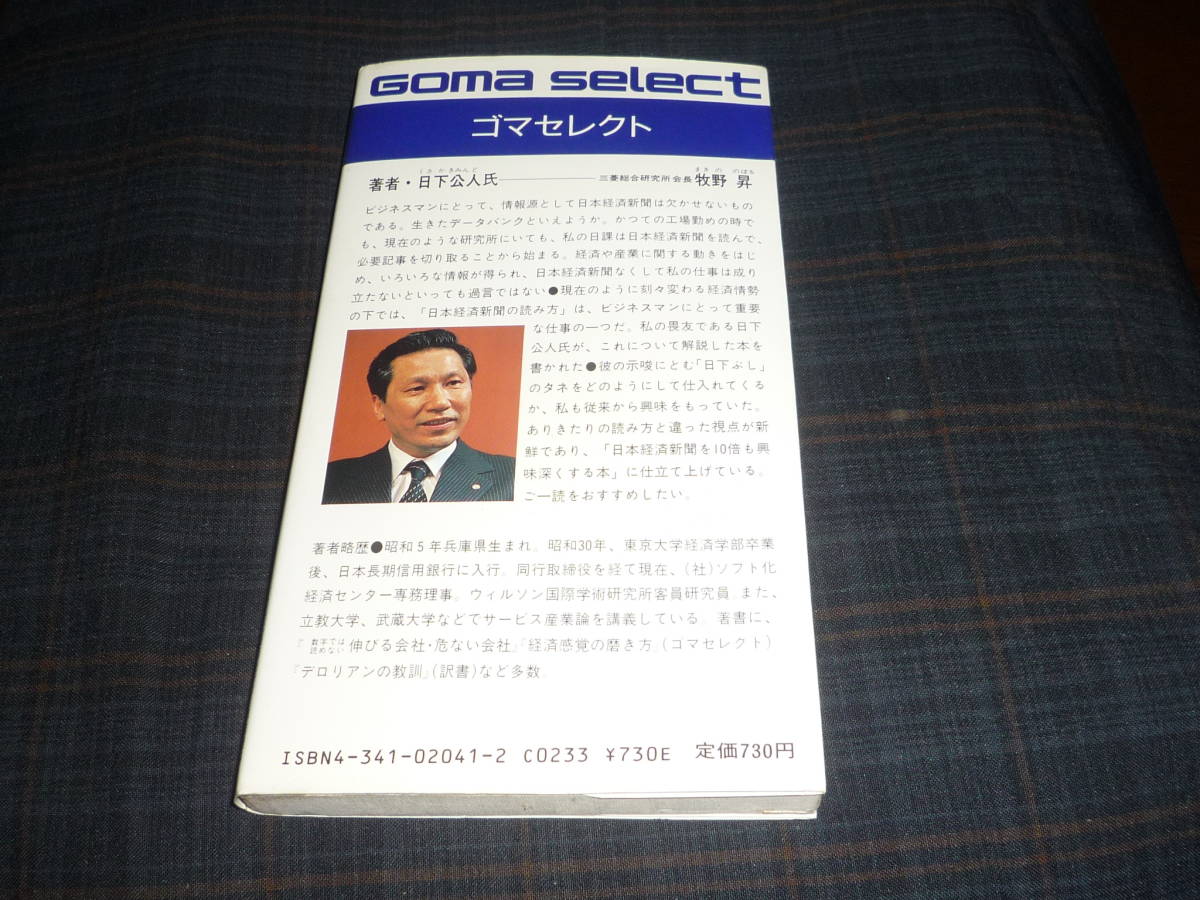 Goma select
ゴマセレクト
くさ か きみんど
まきの のぼる
著者・日下公人氏――――三菱総合研究所会長 牧野 昇
ビジネスマンにとって、情報源として日本経済新聞は欠かせないもの
である。生きたデータバンクといえようか。かつての工場勤めの時で
も、現在のような研究所にいても、私の日課は日本経済新聞を読んで、
必要記事を切り取ることから始まる。経済や産業に関する動きをはじ
め、いろいろな情報が得られ、日本経済新聞なくして私の仕事は成り
立たないといっても過言ではない●現在のように刻々変わる経済情勢
の下では、「日本経済新聞の読み方」は、ビジネスマンにとって重要
な仕事の一つだ。私の畏友である日下
公人氏が、これについて解説した本を
書かれた●彼の示唆にとむ「日下ぶし」
のタネをどのようにして仕入れてくる
か、私も従来から興味をもっていた。
ありきたりの読み方と違った視点が新
鮮であり、「日本経済新聞を10倍も興
味深くする本」に仕立て上げている。
ご一読をおすすめしたい。
著者略歴●昭和5年兵庫県生まれ。昭和30年、東京大学経済学部卒業
後、日本長期信用銀行に入行。同行取締役を経て現在、(社)ソフト化
経済センター専務理事。ウィルソン国際学術研究所客員研究員。また、
立教大学、武蔵大学などてサービス産業論を講義している。著書に、
『数字では読めない伸びる会社・危ない会社』『経済感覚の磨き方』(ゴマセレクト)
『デロリアンの教訓』(訳書)など多数。
ISBN4-341-02041-2 C0233 ¥730E 定価730円